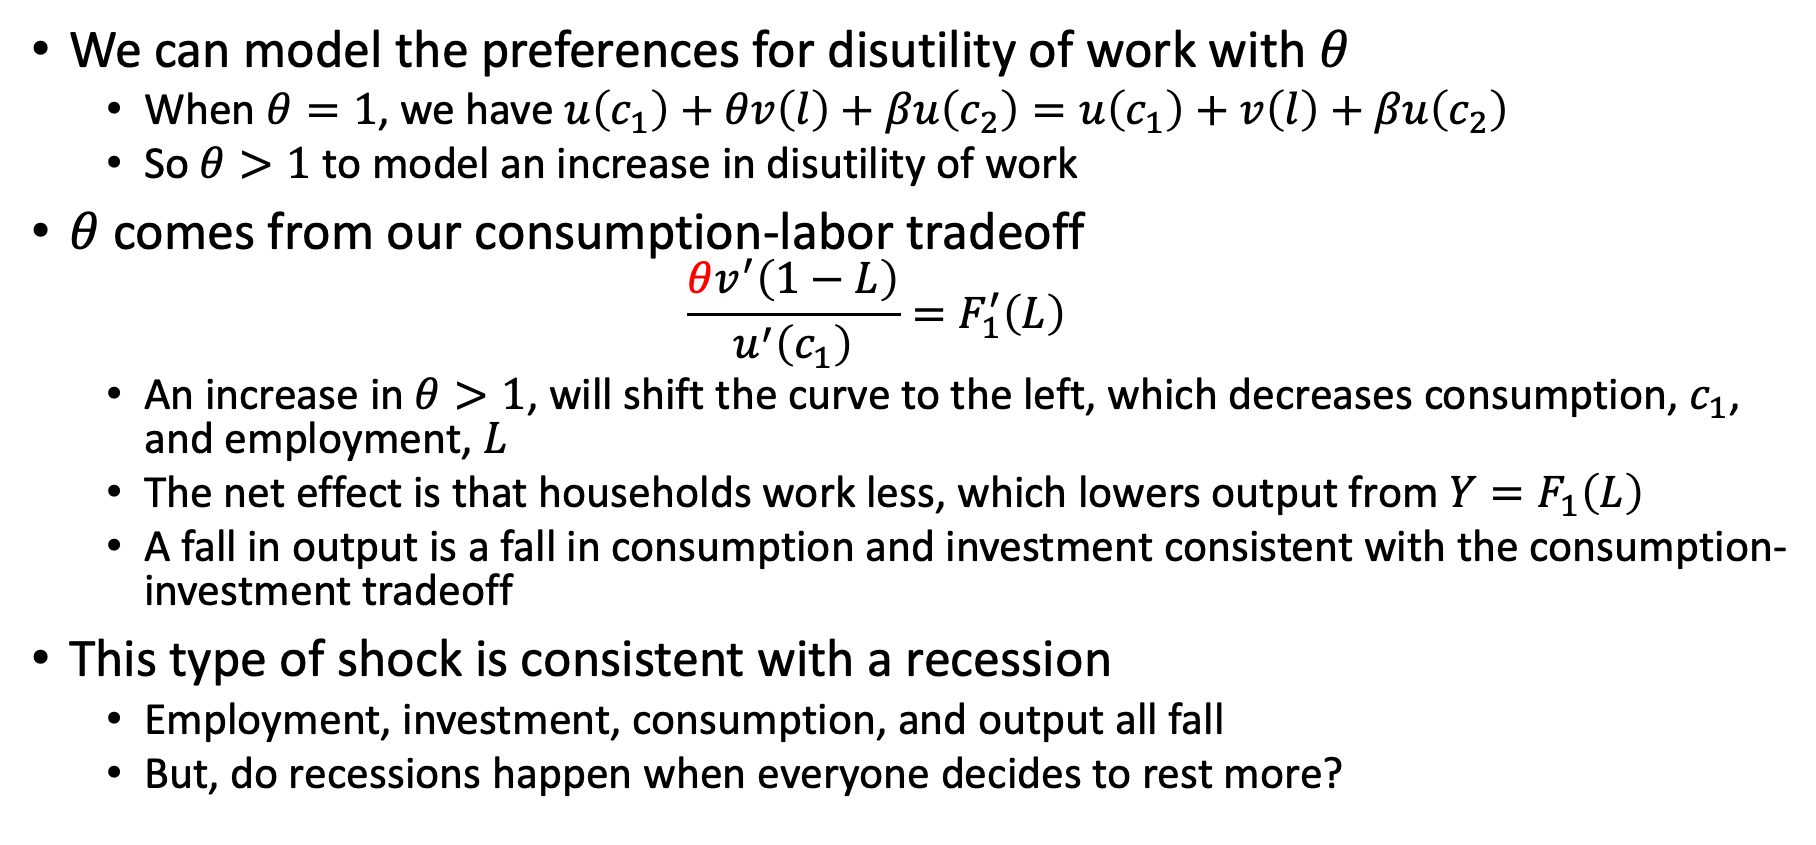 • We can model the preferences for disutility of work with θ
• When θ = 1, we have u(c₁) + θv(l) + βu(c₂) = u(c₁) + v(l) + βu(c₂)
• So θ > 1 to model an increase in disutility of work
• θ comes from our consumption-labor tradeoff
θv′(1 − L)
u′(c₁)
= F₁′(L)
• An increase in θ > 1, will shift the curve to the left, which decreases consumption, c₁,
and employment, L
• The net effect is that households work less, which lowers output from Y = F₁(L)
• A fall in output is a fall in consumption and investment consistent with the consumption-
investment tradeoff
• This type of shock is consistent with a recession
• Employment, investment, consumption, and output all fall
• But, do recessions happen when everyone decides to rest more?